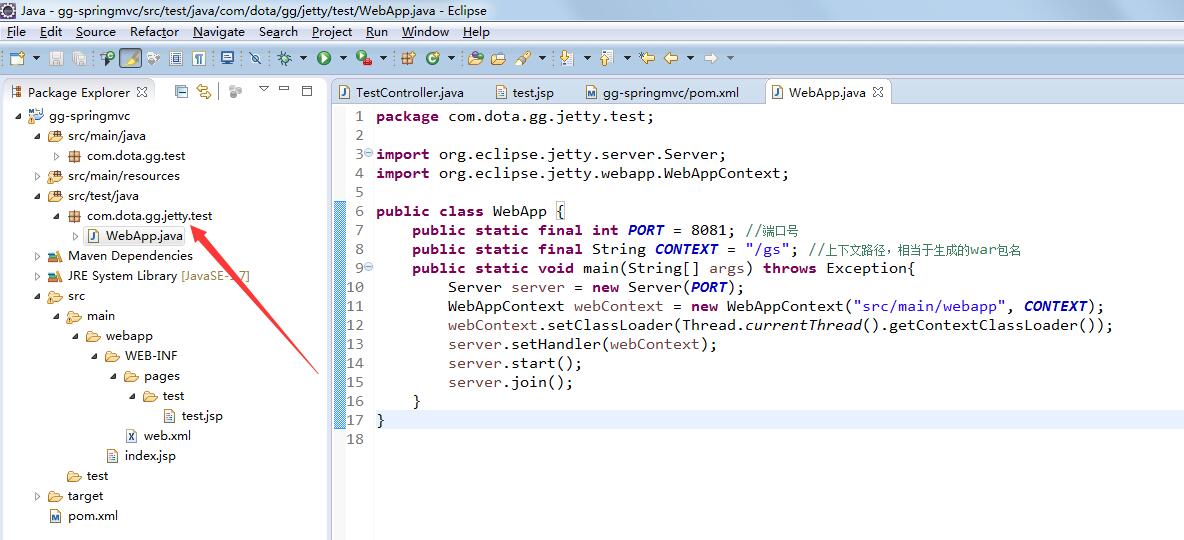 Java - gg-springmvc/src/test/java/com/dota/gg/jetty/test/WebApp.java - Eclipse
File Edit Source Refactor Navigate Search Project Run Window Help
Package Explorer
gg-springmvc
src/main/java
com.dota.gg.test
src/main/resources
src/test/java
com.dota.gg.jetty.test
WebApp.java
Maven Dependencies
JRE System Library [JavaSE-1.7]
src
main
webapp
WEB-INF
pages
test
test.jsp
web.xml
index.jsp
test
target
pom.xml
TestController.java test.jsp gg-springmvc/pom.xml WebApp.java
1 package com.dota.gg.jetty.test;
2
3 import org.eclipse.jetty.server.Server;
4 import org.eclipse.jetty.webapp.WebAppContext;
5
6 public class WebApp {
7 public static final int PORT = 8081; //端口号
8 public static final String CONTEXT = "/gs"; //上下文路径，相当于生成的war包名
9 public static void main(String[] args) throws Exception{
10 Server server = new Server(PORT);
11 WebAppContext webContext = new WebAppContext("src/main/webapp", CONTEXT);
12 webContext.setClassLoader(Thread.currentThread().getContextClassLoader());
13 server.setHandler(webContext);
14 server.start();
15 server.join();
16 }
17 }
18